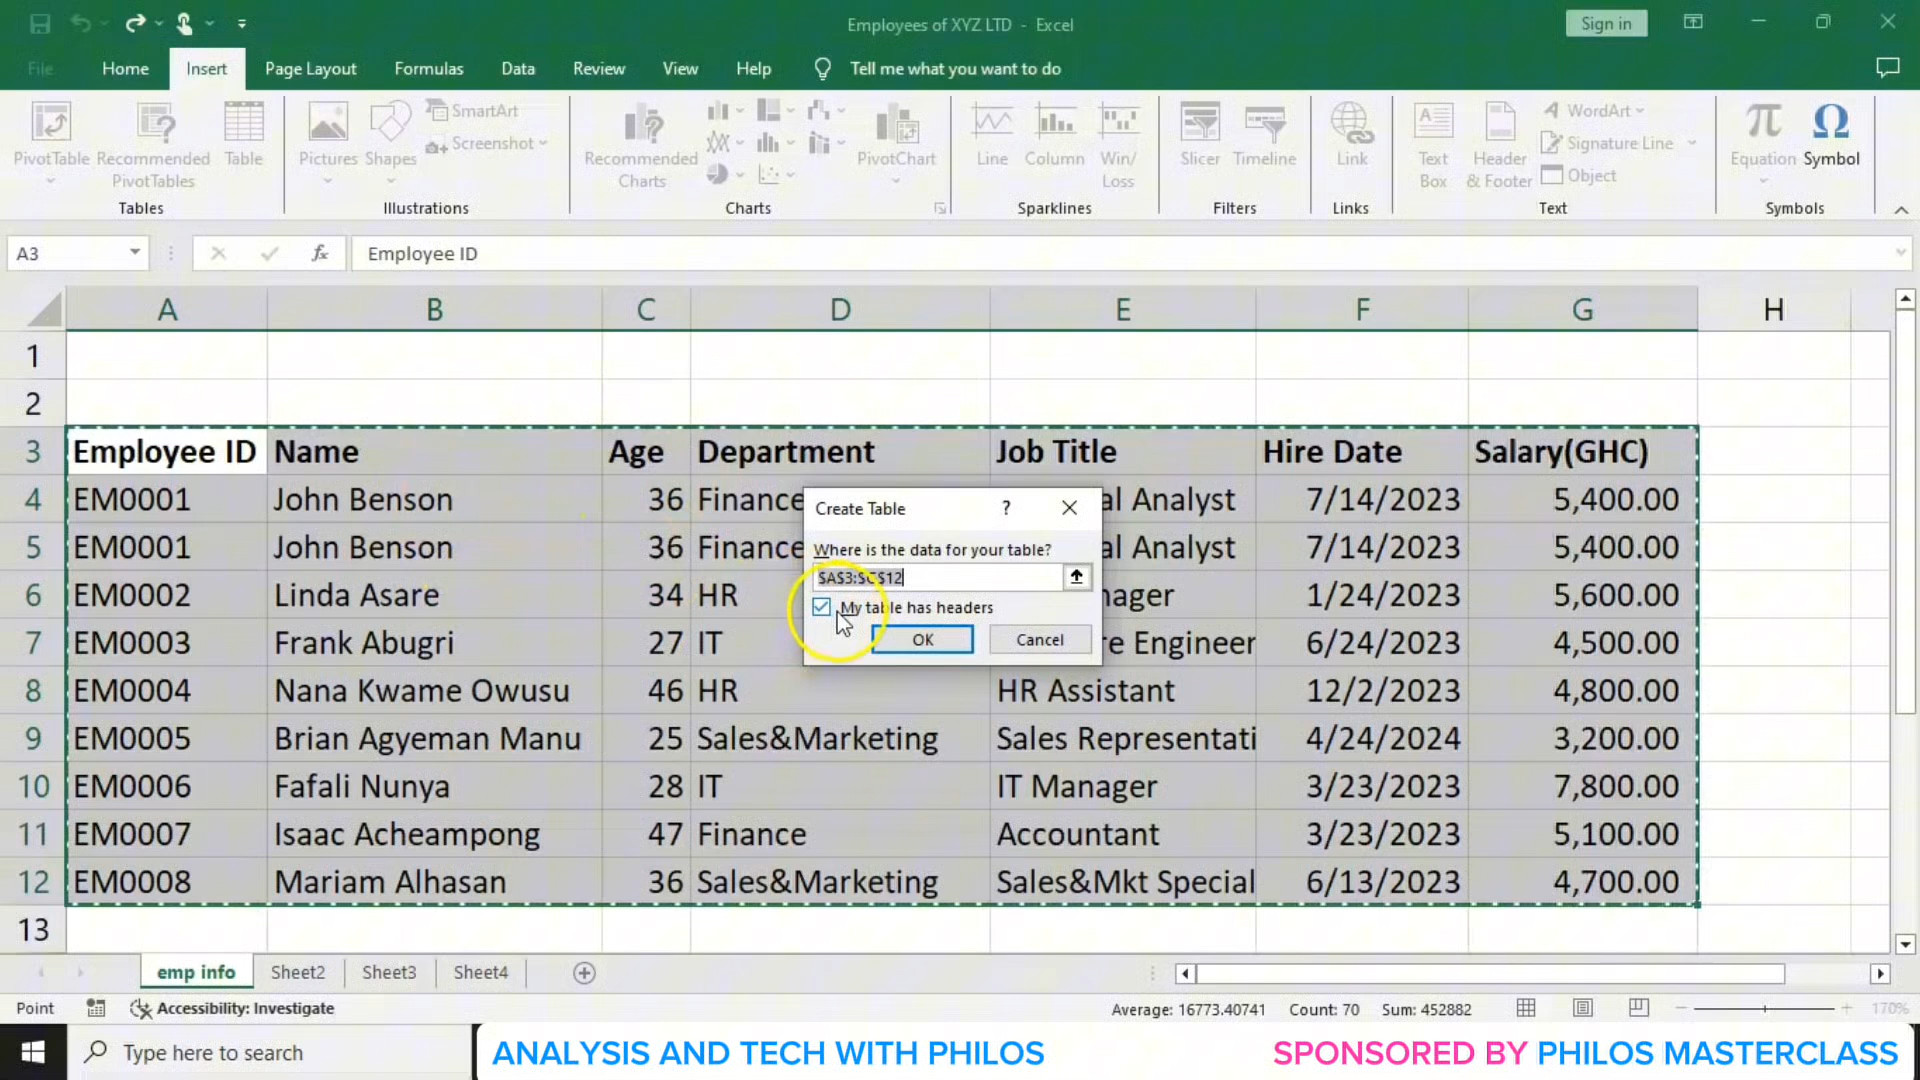 Employees of XYZ LTD - Excel
Sign in
File Home Insert Page Layout Formulas Data Review View Help Tell me what you want to do
PivotTable
Recommended PivotTables
Table
Tables
Pictures
Shapes
SmartArt
Screenshot
Illustrations
Recommended Charts
PivotChart
Charts
Line
Column
Win/ Loss
Sparklines
Slicer
Timeline
Filters
Link
Links
Text Box
Header & Footer
WordArt
Signature Line
Object
Text
Equation
Symbol
Symbols
A3 fx Employee ID
A B C D E F G H
1
2
3 Employee ID Name Age Department Job Title Hire Date Salary(GHC)
4 EM0001 John Benson 36 Finance al Analyst 7/14/2023 5,400.00
5 EM0001 John Benson 36 Finance al Analyst 7/14/2023 5,400.00
6 EM0002 Linda Asare 34 HR nager 1/24/2023 5,600.00
7 EM0003 Frank Abugri 27 IT re Engineer 6/24/2023 4,500.00
8 EM0004 Nana Kwame Owusu 46 HR HR Assistant 12/2/2023 4,800.00
9 EM0005 Brian Agyeman Manu 25 Sales&Marketing Sales Representati 4/24/2024 3,200.00
10 EM0006 Fafali Nunya 28 IT IT Manager 3/23/2023 7,800.00
11 EM0007 Isaac Acheampong 47 Finance Accountant 3/23/2023 5,100.00
12 EM0008 Mariam Alhasan 36 Sales&Marketing Sales&Mkt Special 6/13/2023 4,700.00
13
Create Table ?
Where is the data for your table?
$A$3:$G$12
My table has headers
OK Cancel
emp info Sheet2 Sheet3 Sheet4
Point Accessibility: Investigate Average: 16773.40741 Count: 70 Sum: 452882 170%
Type here to search
ANALYSIS AND TECH WITH PHILOS SPONSORED BY PHILOS MASTERCLASS